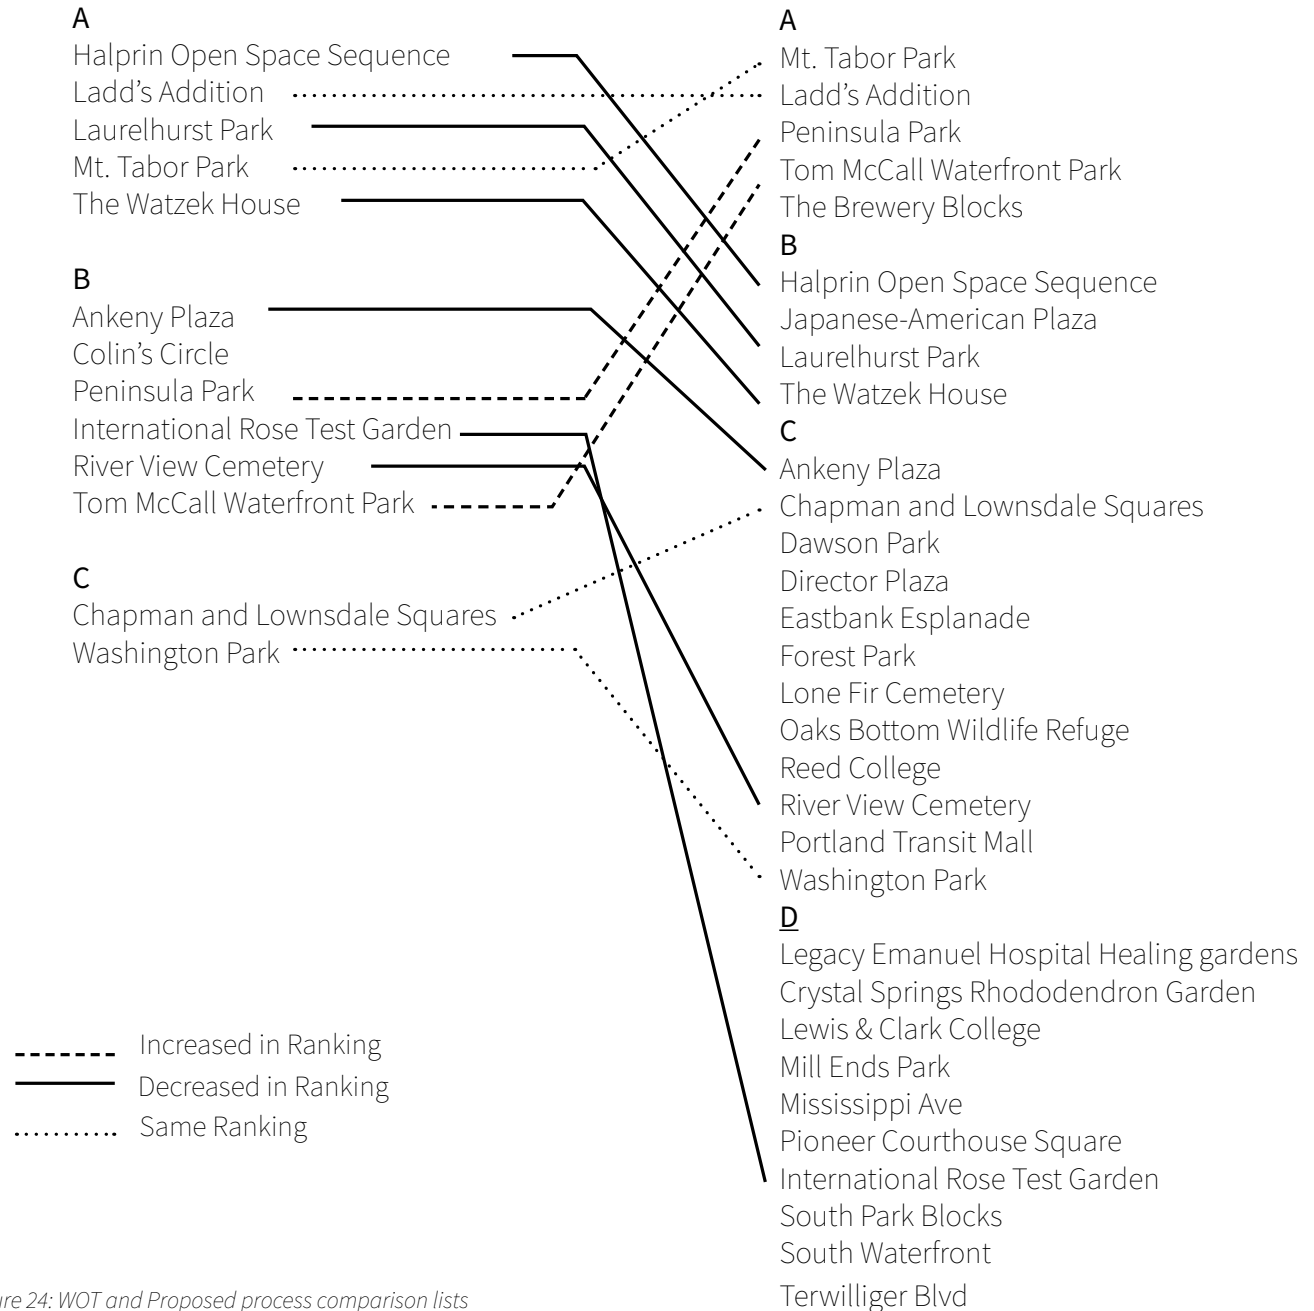 A
Halprin Open Space Sequence
Ladd's Addition
Laurelhurst Park
Mt. Tabor Park
The Watzek House
B
Ankeny Plaza
Colin's Circle
Peninsula Park
International Rose Test Garden
River View Cemetery
Tom McCall Waterfront Park
C
Chapman and Lownsdale Squares
Washington Park
A
Mt. Tabor Park
Ladd's Addition
Peninsula Park
Tom McCall Waterfront Park
The Brewery Blocks
B
Halprin Open Space Sequence
Japanese-American Plaza
Laurelhurst Park
The Watzek House
C
Ankeny Plaza
Chapman and Lownsdale Squares
Dawson Park
Director Plaza
Eastbank Esplanade
Forest Park
Lone Fir Cemetery
Oaks Bottom Wildlife Refuge
Reed College
River View Cemetery
Portland Transit Mall
Washington Park
D
Legacy Emanuel Hospital Healing gardens
Crystal Springs Rhododendron Garden
Lewis & Clark College
Mill Ends Park
Mississippi Ave
Pioneer Courthouse Square
International Rose Test Garden
South Park Blocks
South Waterfront
Terwilliger Blvd
Increased in Ranking
Decreased in Ranking
Same Ranking
ure 24: WOT and Proposed process comparison lists